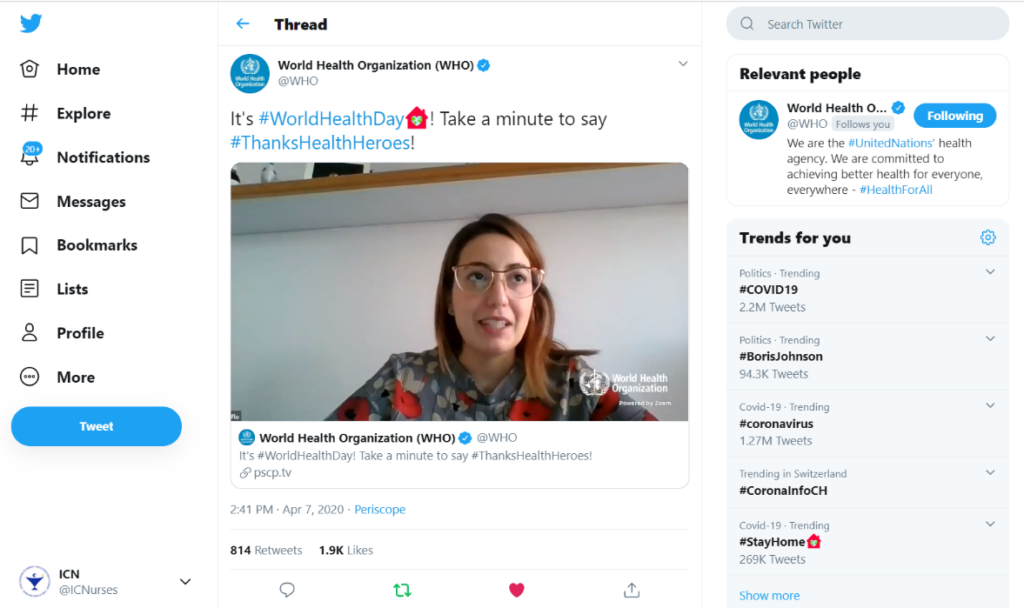 Home
Explore
20+
Notifications
Messages
Bookmarks
Lists
Profile
More
Tweet
ICN
@ICNurses
Thread
World Health Organization (WHO)
@WHO
It's #WorldHealthDay! Take a minute to say
#ThanksHealthHeroes!
World Health
Organization
Powered by Zoom
World Health Organization (WHO) @WHO
It's #WorldHealthDay! Take a minute to say #ThanksHealthHeroes!
pscp.tv
2:41 PM · Apr 7, 2020 · Periscope
814 Retweets 1.9K Likes
Search Twitter
Relevant people
World Health O...
Following
@WHO Follows you
We are the #UnitedNations' health
agency. We are committed to
achieving better health for everyone,
everywhere - #HealthForAll
Trends for you
Politics · Trending
#COVID19
2.2M Tweets
Politics · Trending
#BorisJohnson
94.3K Tweets
Covid-19 · Trending
#coronavirus
1.27M Tweets
Trending in Switzerland
#CoronaInfoCH
Covid-19 · Trending
#StayHome
269K Tweets
Show more